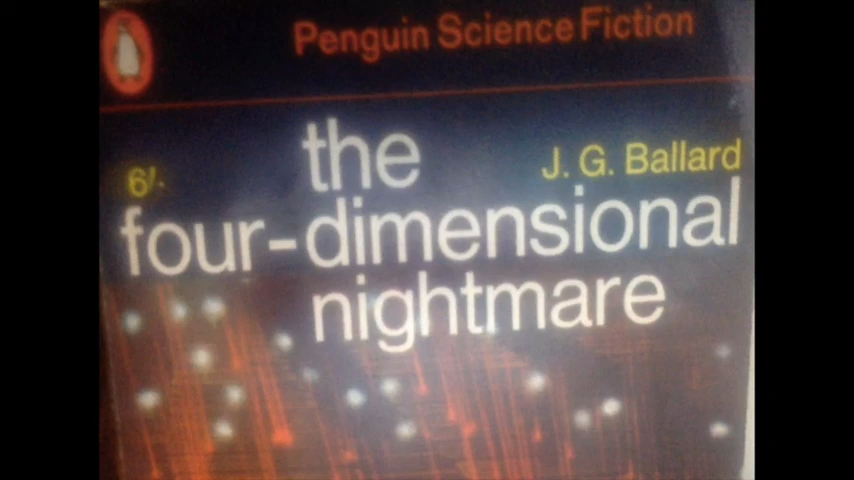 Penguin Science Fiction
the
6/-
J. G. Ballard
four-dimensional
nightmare